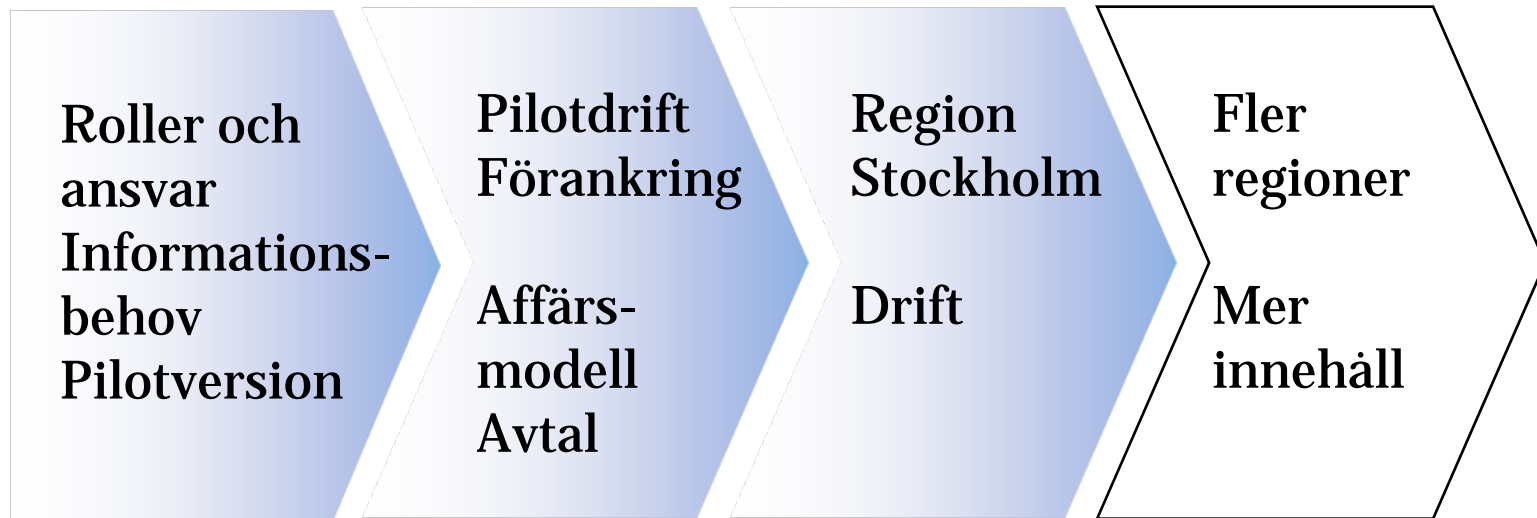 Roller och
ansvar
Informations-
behov
Pilotversion
Pilotdrift
Förankring
Affärs-
modell
Avtal
Region
Stockholm
Drift
Fler
regioner
Mer
innehåll